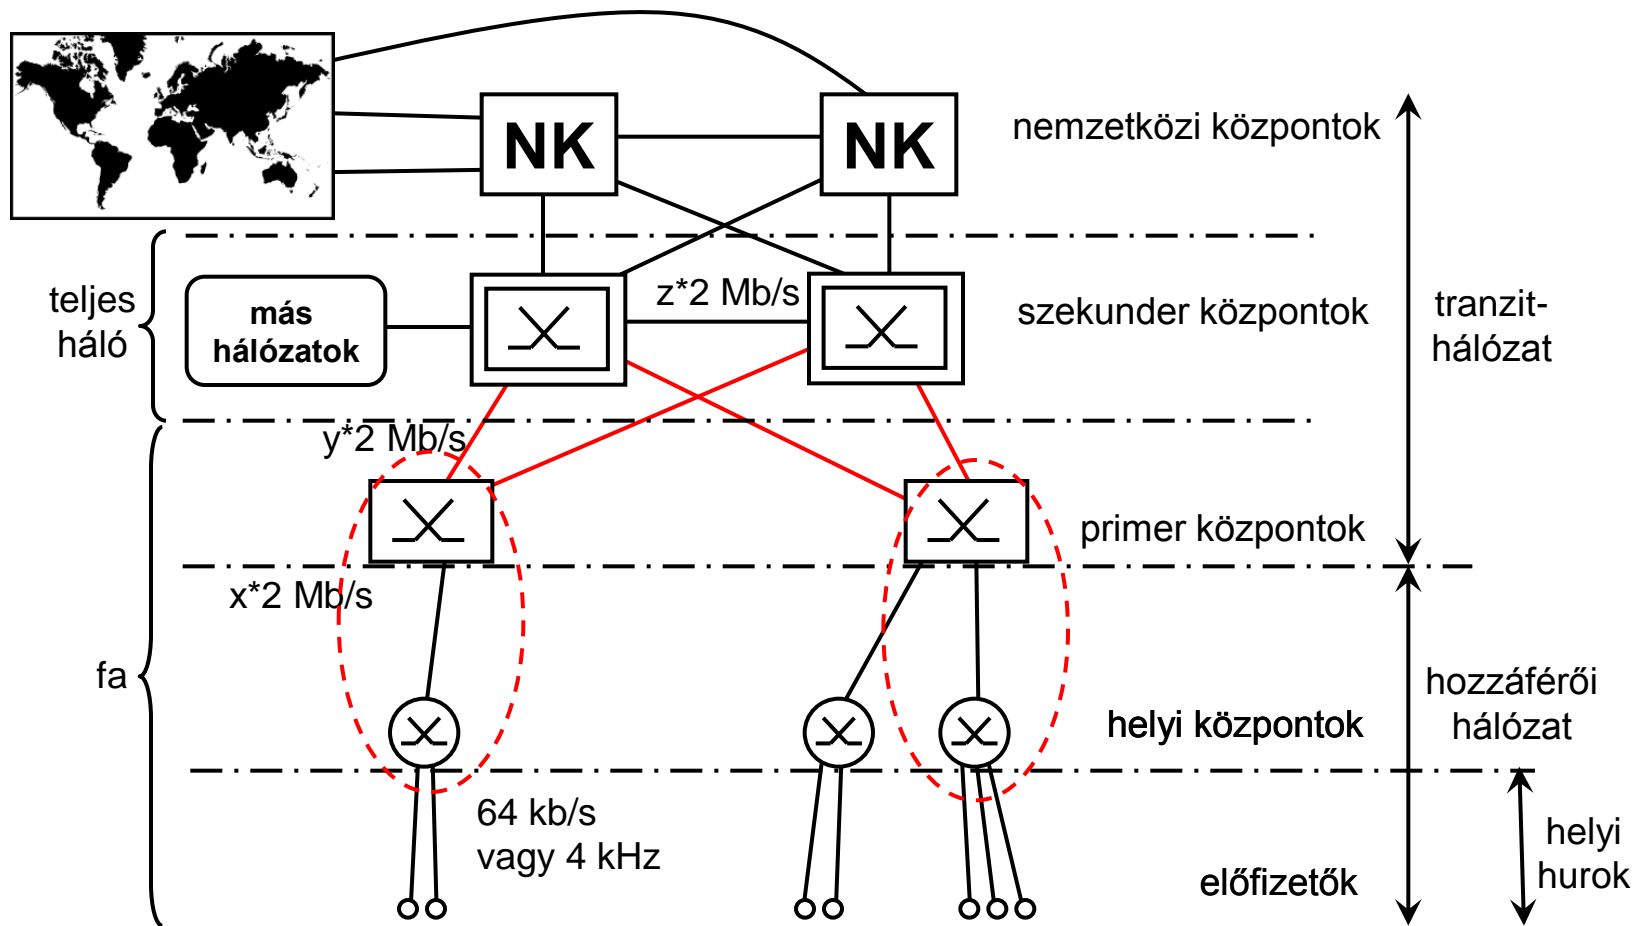 NK
NK
nemzetközi központok
teljes
háló
más
hálózatok
z*2 Mb/s
szekunder központok
tranzit-
hálózat
y*2 Mb/s
primer központok
x*2 Mb/s
fa
helyi központok
hozzáférői
hálózat
64 kb/s
vagy 4 kHz
előfizetők
helyi
hurok